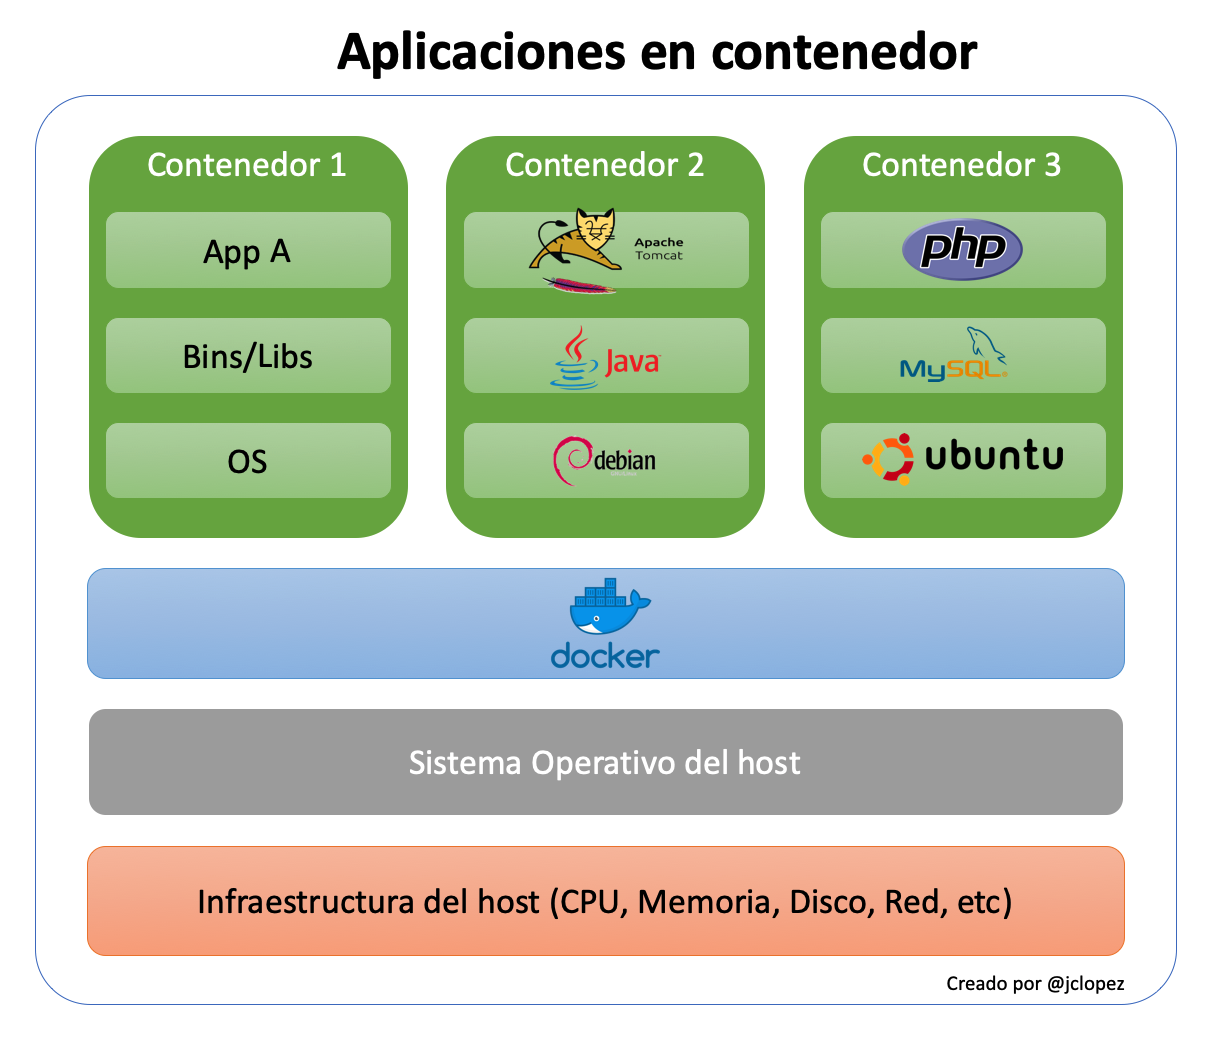 Aplicaciones en contenedor
Contenedor 1
App A
Bins/Libs
OS
Contenedor 2
Apache
Tomcat
Java
debian
Contenedor 3
php
MySQL®
ubuntu
docker
Sistema Operativo del host
Infraestructura del host (CPU, Memoria, Disco, Red, etc)
Creado por @jclopez